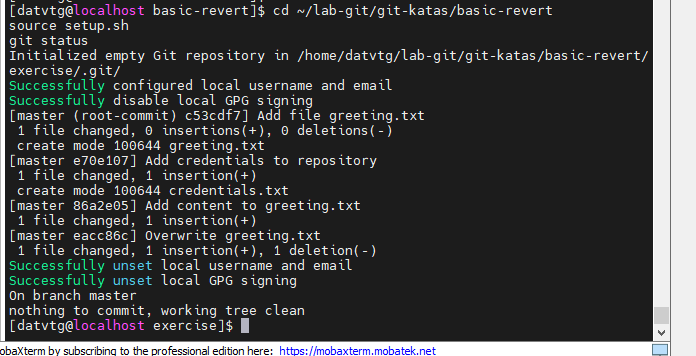 [datvtg@localhost basic-revert]$ cd ~/lab-git/git-katas/basic-revert
source setup.sh
git status
Initialized empty Git repository in /home/datvtg/lab-git/git-katas/basic-revert/
exercise/.git/
Successfully configured local username and email
Successfully disable local GPG signing
[master (root-commit) c53cdf7] Add file greeting.txt
 1 file changed, 0 insertions(+), 0 deletions(-)
 create mode 100644 greeting.txt
[master e70e107] Add credentials to repository
 1 file changed, 1 insertion(+)
 create mode 100644 credentials.txt
[master 86a2e05] Add content to greeting.txt
 1 file changed, 1 insertion(+)
[master eacc86c] Overwrite greeting.txt
 1 file changed, 1 insertion(+), 1 deletion(-)
Successfully unset local username and email
Successfully unset local GPG signing
On branch master
nothing to commit, working tree clean
[datvtg@localhost exercise]$
obaXterm by subscribing to the professional edition here: https://mobaxterm.mobatek.net